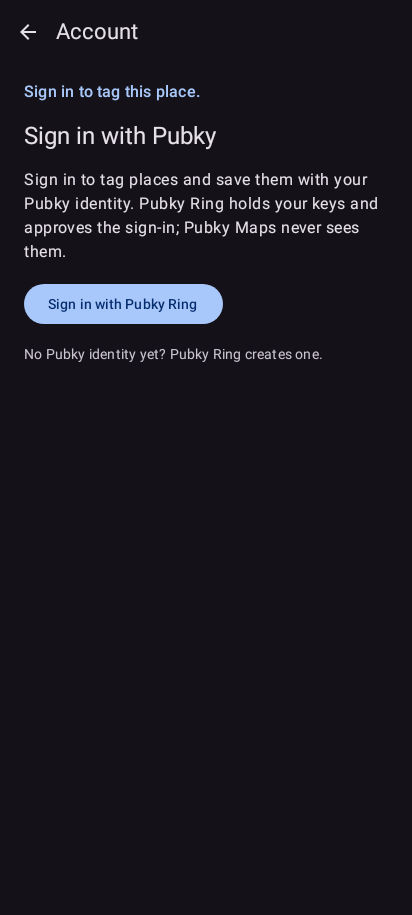 Account
Sign in to tag this place.
Sign in with Pubky
Sign in to tag places and save them with your
Pubky identity. Pubky Ring holds your keys and
approves the sign-in; Pubky Maps never sees
them.
Sign in with Pubky Ring
No Pubky identity yet? Pubky Ring creates one.